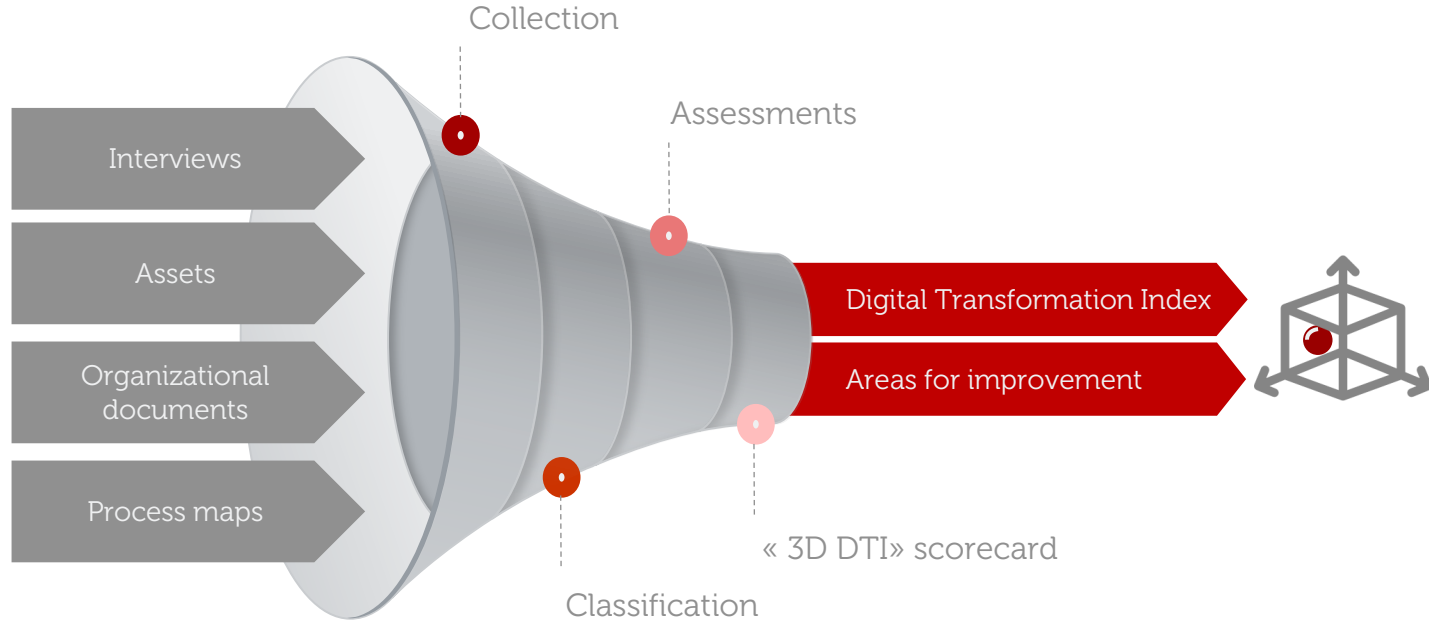 Collection
Assessments
Interviews
Assets
Organizational
documents
Process maps
Digital Transformation Index
Areas for improvement
« 3D DTI» scorecard
Classification